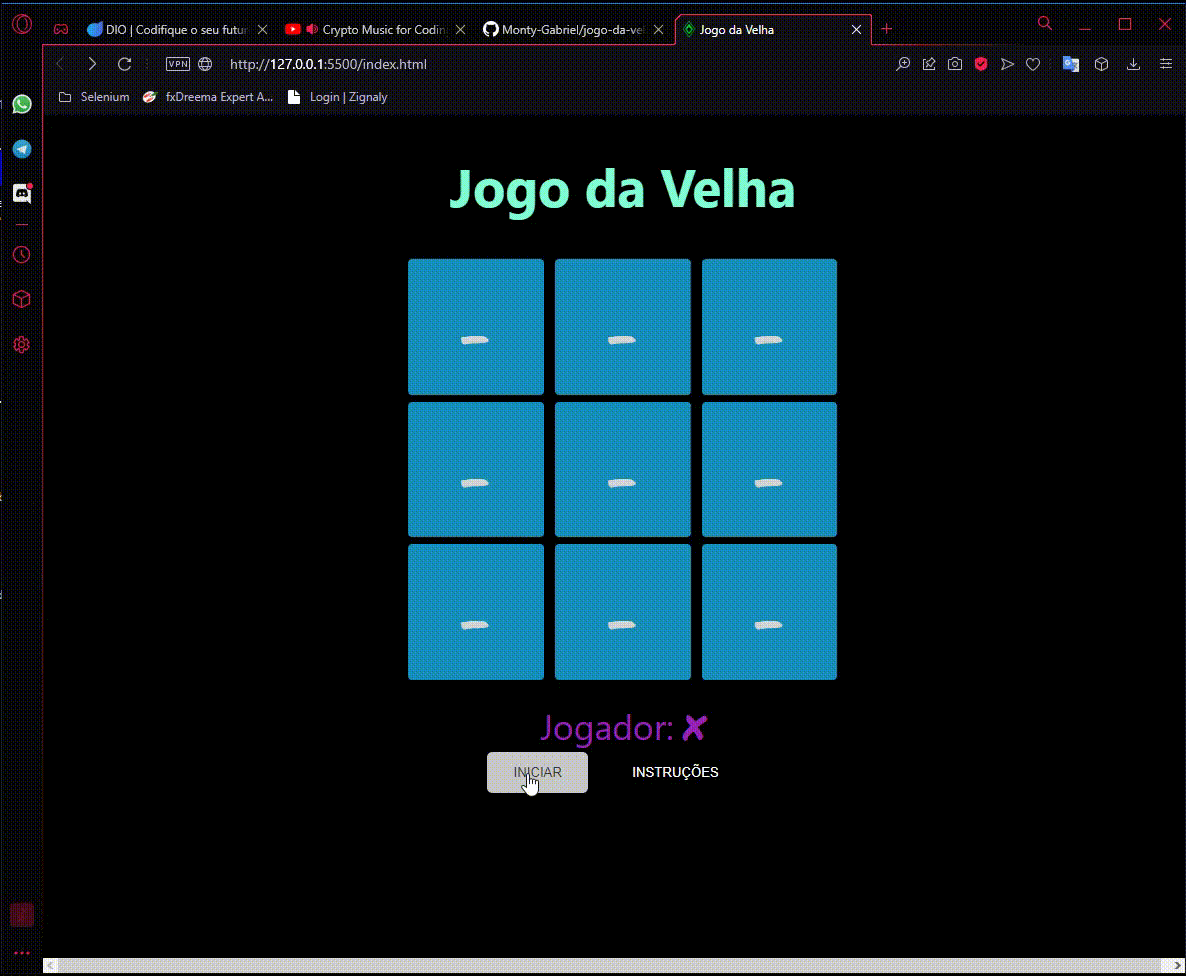 DIO | Codifique o seu futur
Crypto Music for Codin
Monty-Gabriel/jogo-da-ve
Jogo da Velha
VPN
http://127.0.0.1:5500/index.html
Selenium
fxDreema Expert A...
Login | Zignaly
Jogo da Velha
Jogador: ✘
INICIAR
INSTRUÇÕES